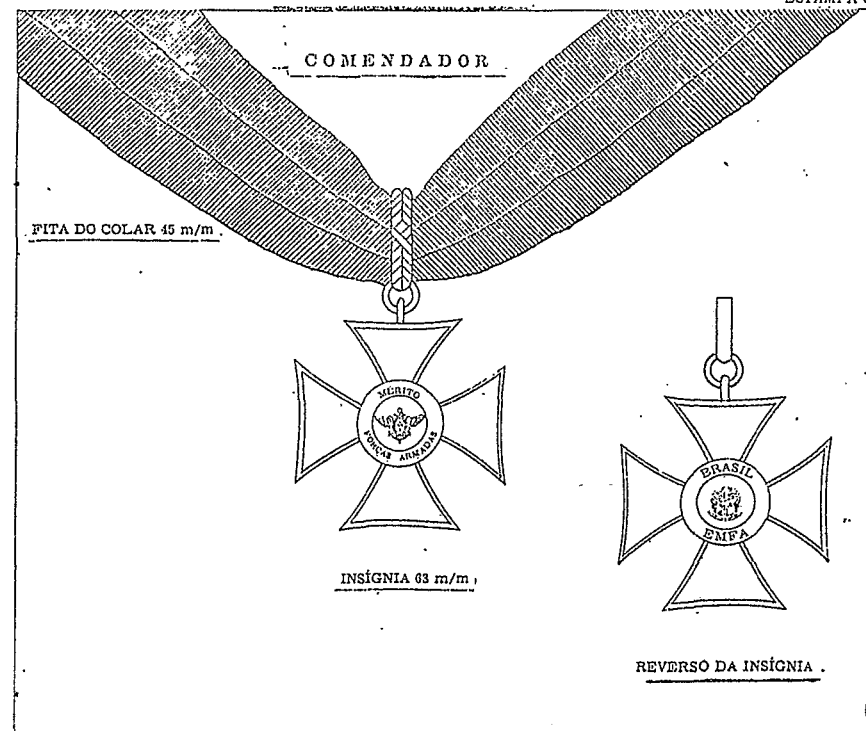 COMENDADOR
FITA DO COLAR 45 m/m
MÉRITO
FORÇAS ARMADAS
INSÍGNIA 63 m/m
BRASIL
EMFA
REVERSO DA INSÍGNIA